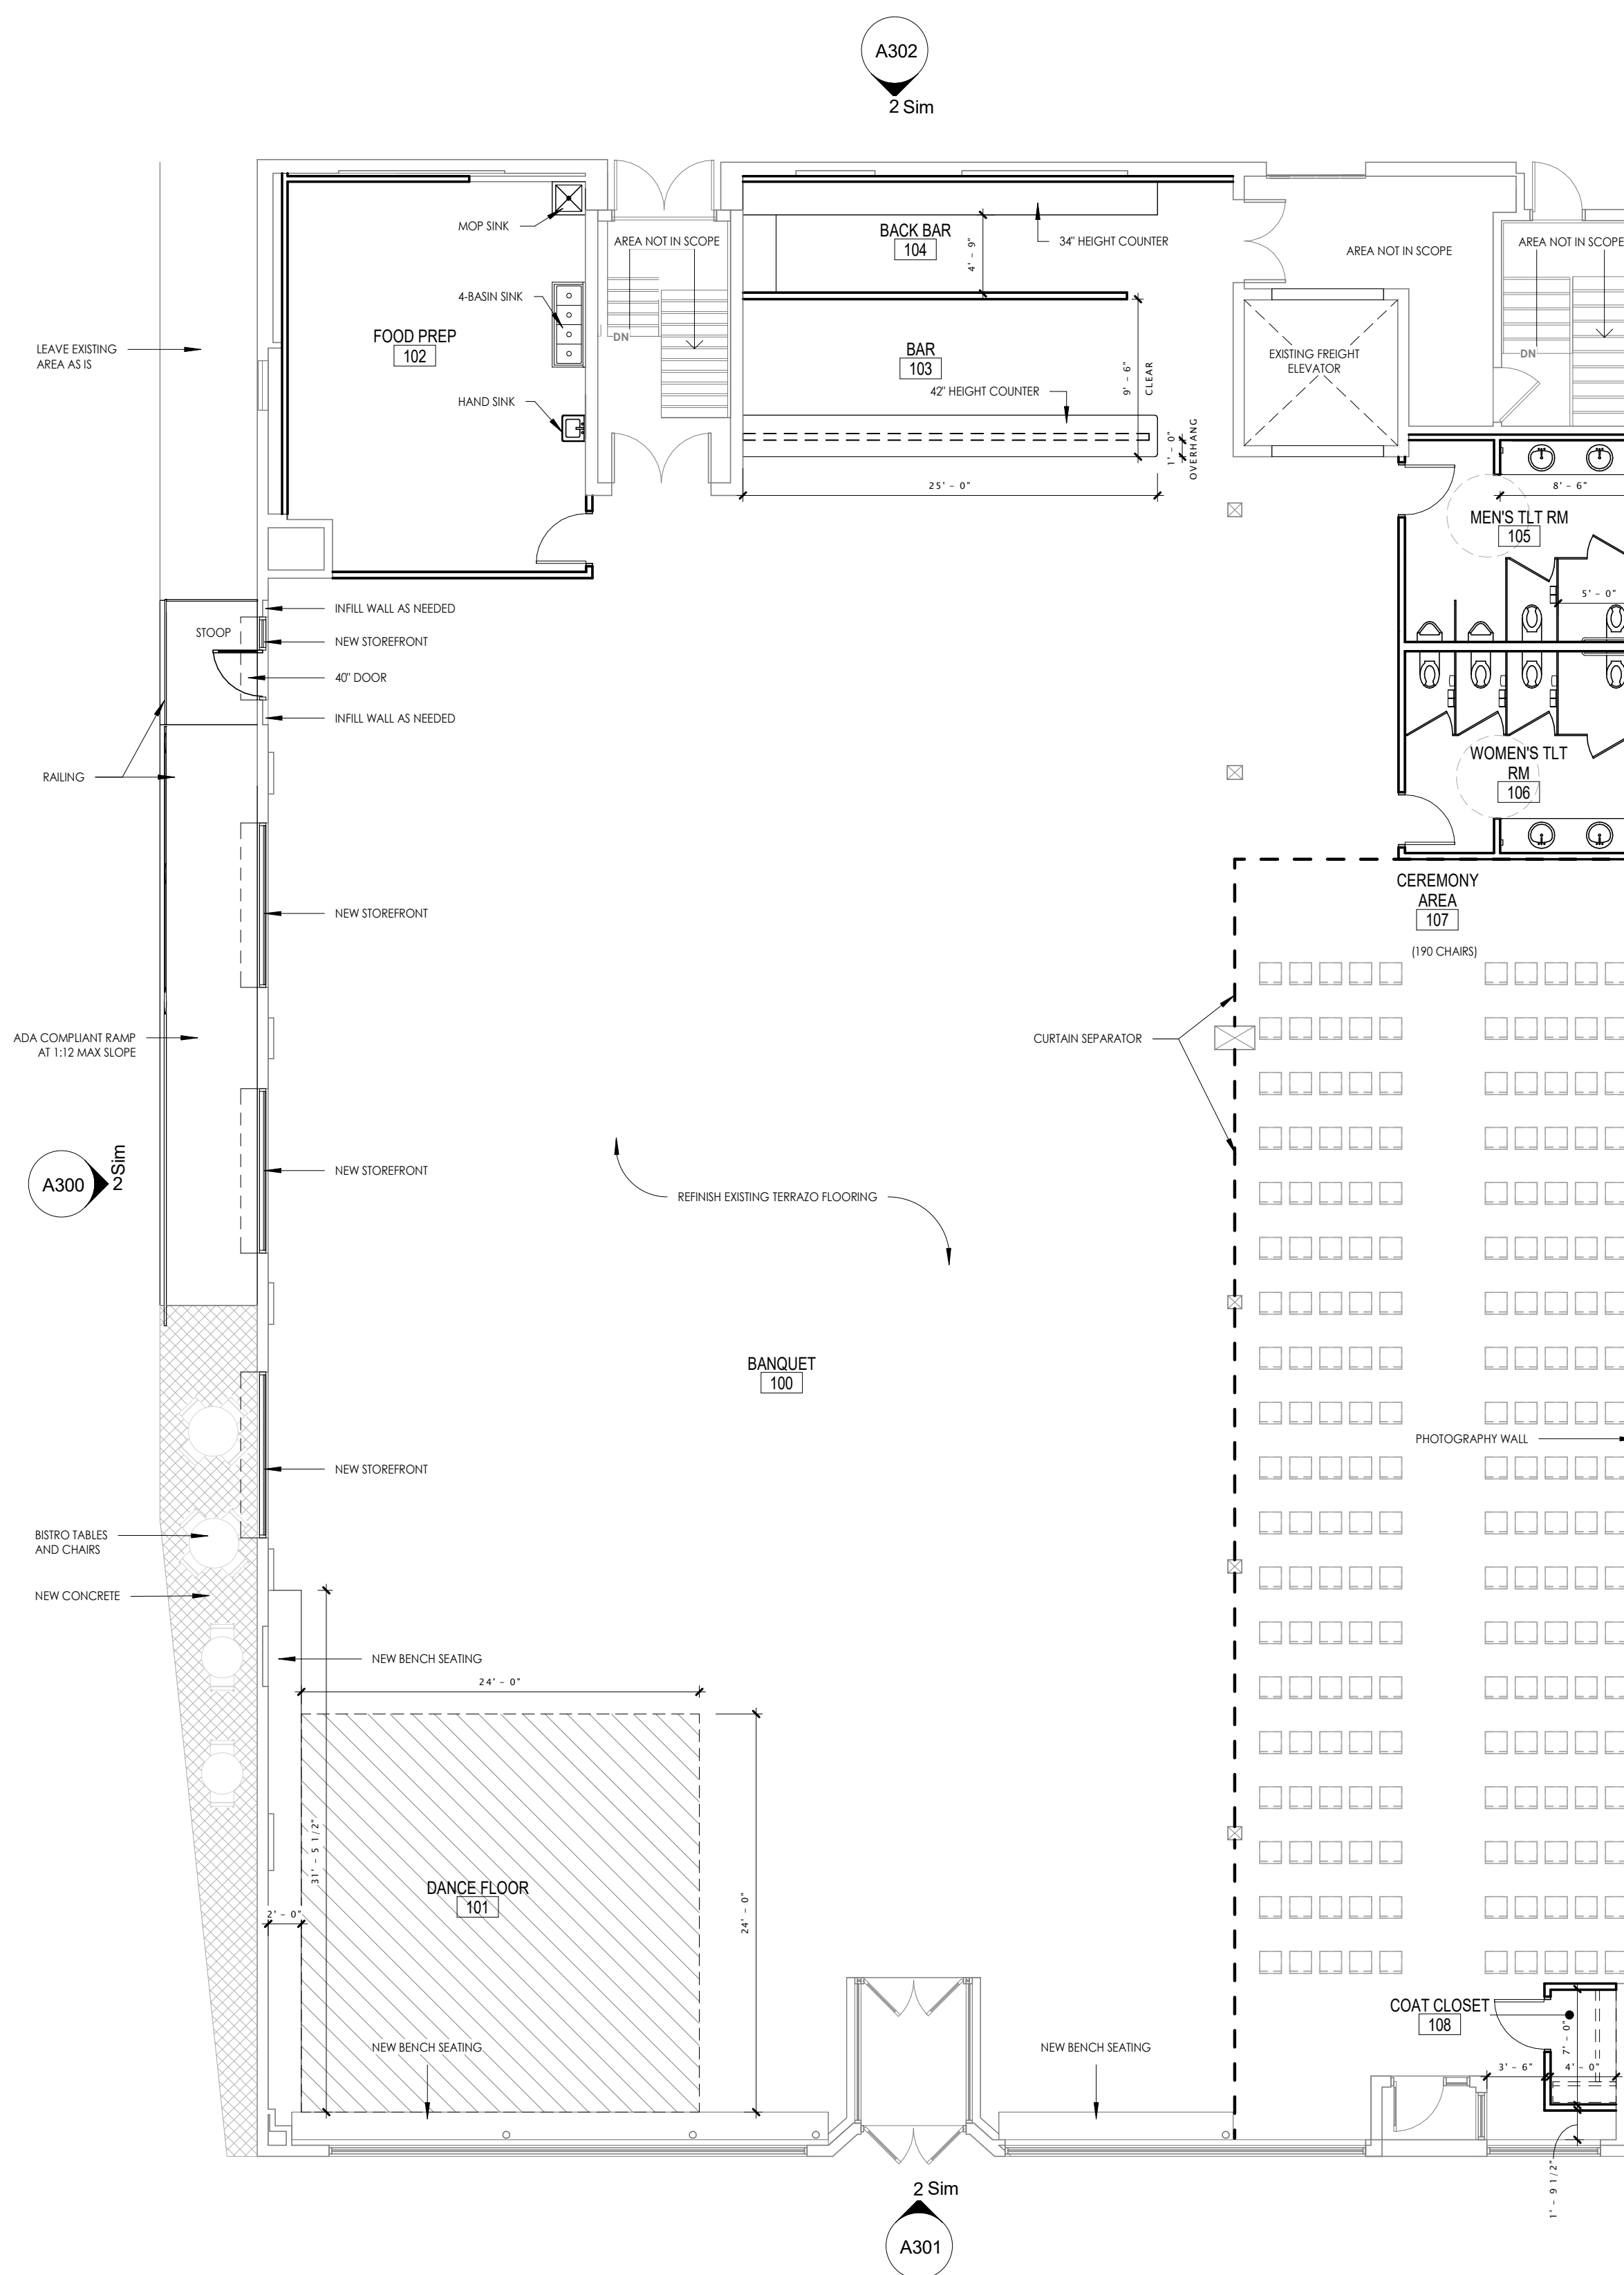 A302
2 Sim
MOP SINK
AREA NOT IN SCOPE
BACK BAR
104
4' - 9"
34" HEIGHT COUNTER
AREA NOT IN SCOPE
AREA NOT IN SCOPE
4-BASIN SINK
DN
DN
LEAVE EXISTING
AREA AS IS
FOOD PREP
102
BAR
103
9' - 6"
CLEAR
EXISTING FREIGHT
ELEVATOR
HAND SINK
42" HEIGHT COUNTER
1' - 0"
OVERHANG
25' - 0"
8' - 6"
MEN'S TLT RM
105
5' - 0"
INFILL WALL AS NEEDED
STOOP
NEW STOREFRONT
40" DOOR
INFILL WALL AS NEEDED
RAILING
WOMEN'S TLT
RM
106
CEREMONY
AREA
107
(190 CHAIRS)
NEW STOREFRONT
ADA COMPLIANT RAMP
AT 1:12 MAX SLOPE
CURTAIN SEPARATOR
A300
2 Sim
NEW STOREFRONT
REFINISH EXISTING TERRAZO FLOORING
BANQUET
100
PHOTOGRAPHY WALL
NEW STOREFRONT
BISTRO TABLES
AND CHAIRS
NEW CONCRETE
NEW BENCH SEATING
24' - 0"
31' - 5 1/2"
DANCE FLOOR
101
2' - 0"
24' - 0"
COAT CLOSET
108
7' - 0"
3' - 6"
4' - 0"
NEW BENCH SEATING
NEW BENCH SEATING
1' - 9 1/2"
2 Sim
A301